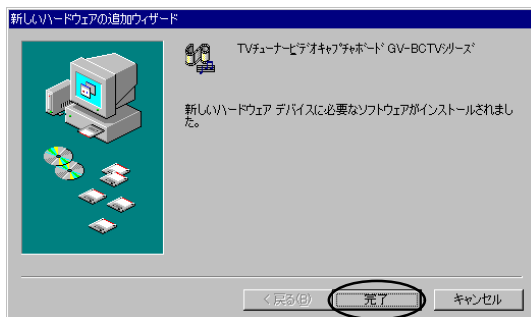 新しいハードウェアの追加ウィザード
TVチューナービデオキャプチャボード GV-BCTVシリーズ
新しいハードウェア デバイスに必要なソフトウェアがインストールされまし
た。
< 戻る(B)
完了
キャンセル